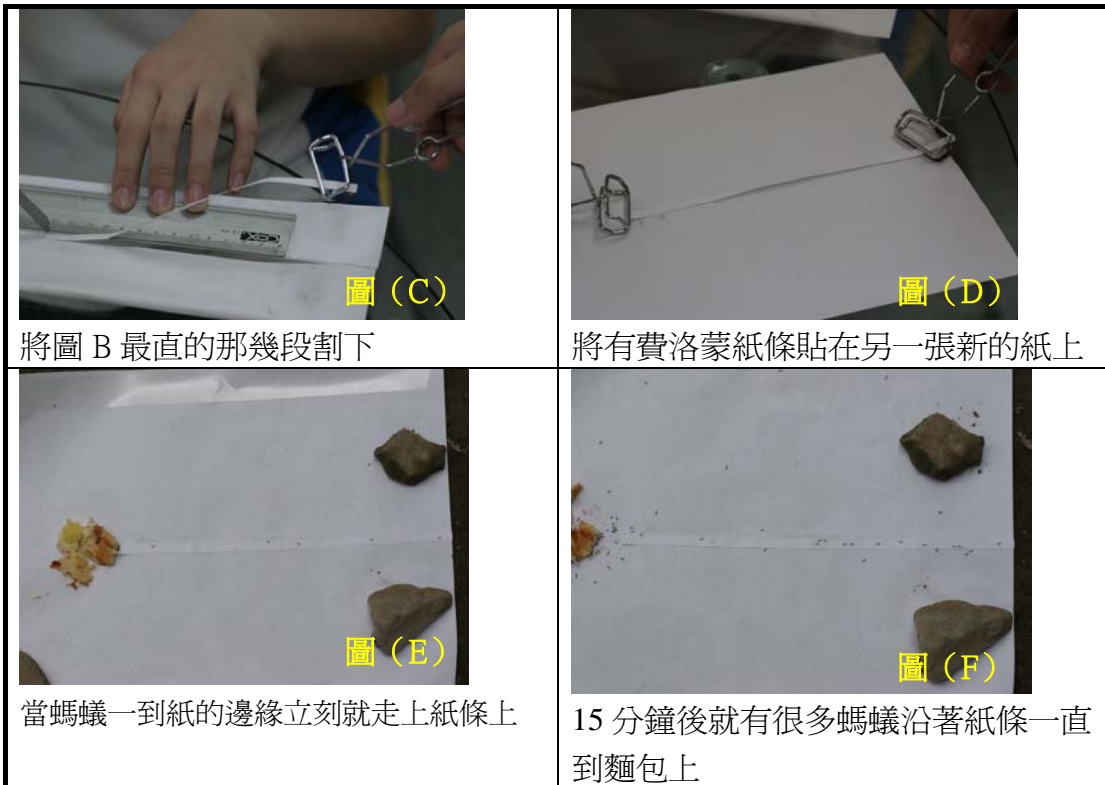 圖（C）
將圖 B 最直的那幾段割下
圖（D）
將有費洛蒙紙條貼在另一張新的紙上
圖（E）
當螞蟻一到紙的邊緣立刻就走上紙條上
圖（F）
15 分鐘後就有很多螞蟻沿著紙條一直
到麵包上